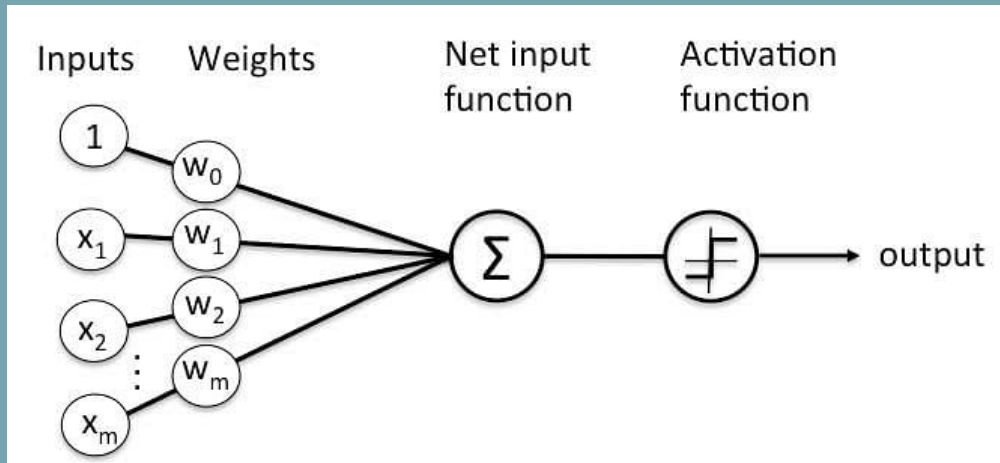 Inputs
Weights
Net input
function
Activation
function
1
w₀
x₁
w₁
x₂
w₂
⋮
xₘ
wₘ
Σ
output